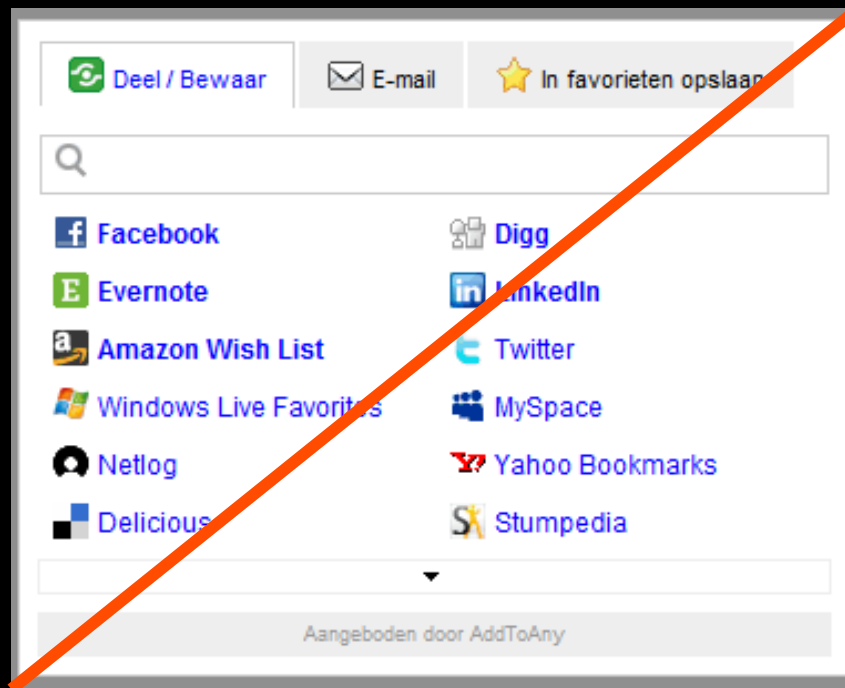 Deel / Bewaar E-mail In favorieten opslaan
Facebook Digg
Evernote LinkedIn
Amazon Wish List Twitter
Windows Live Favorites MySpace
Netlog Yahoo Bookmarks
Delicious Stumpedia
Aangeboden door AddToAny